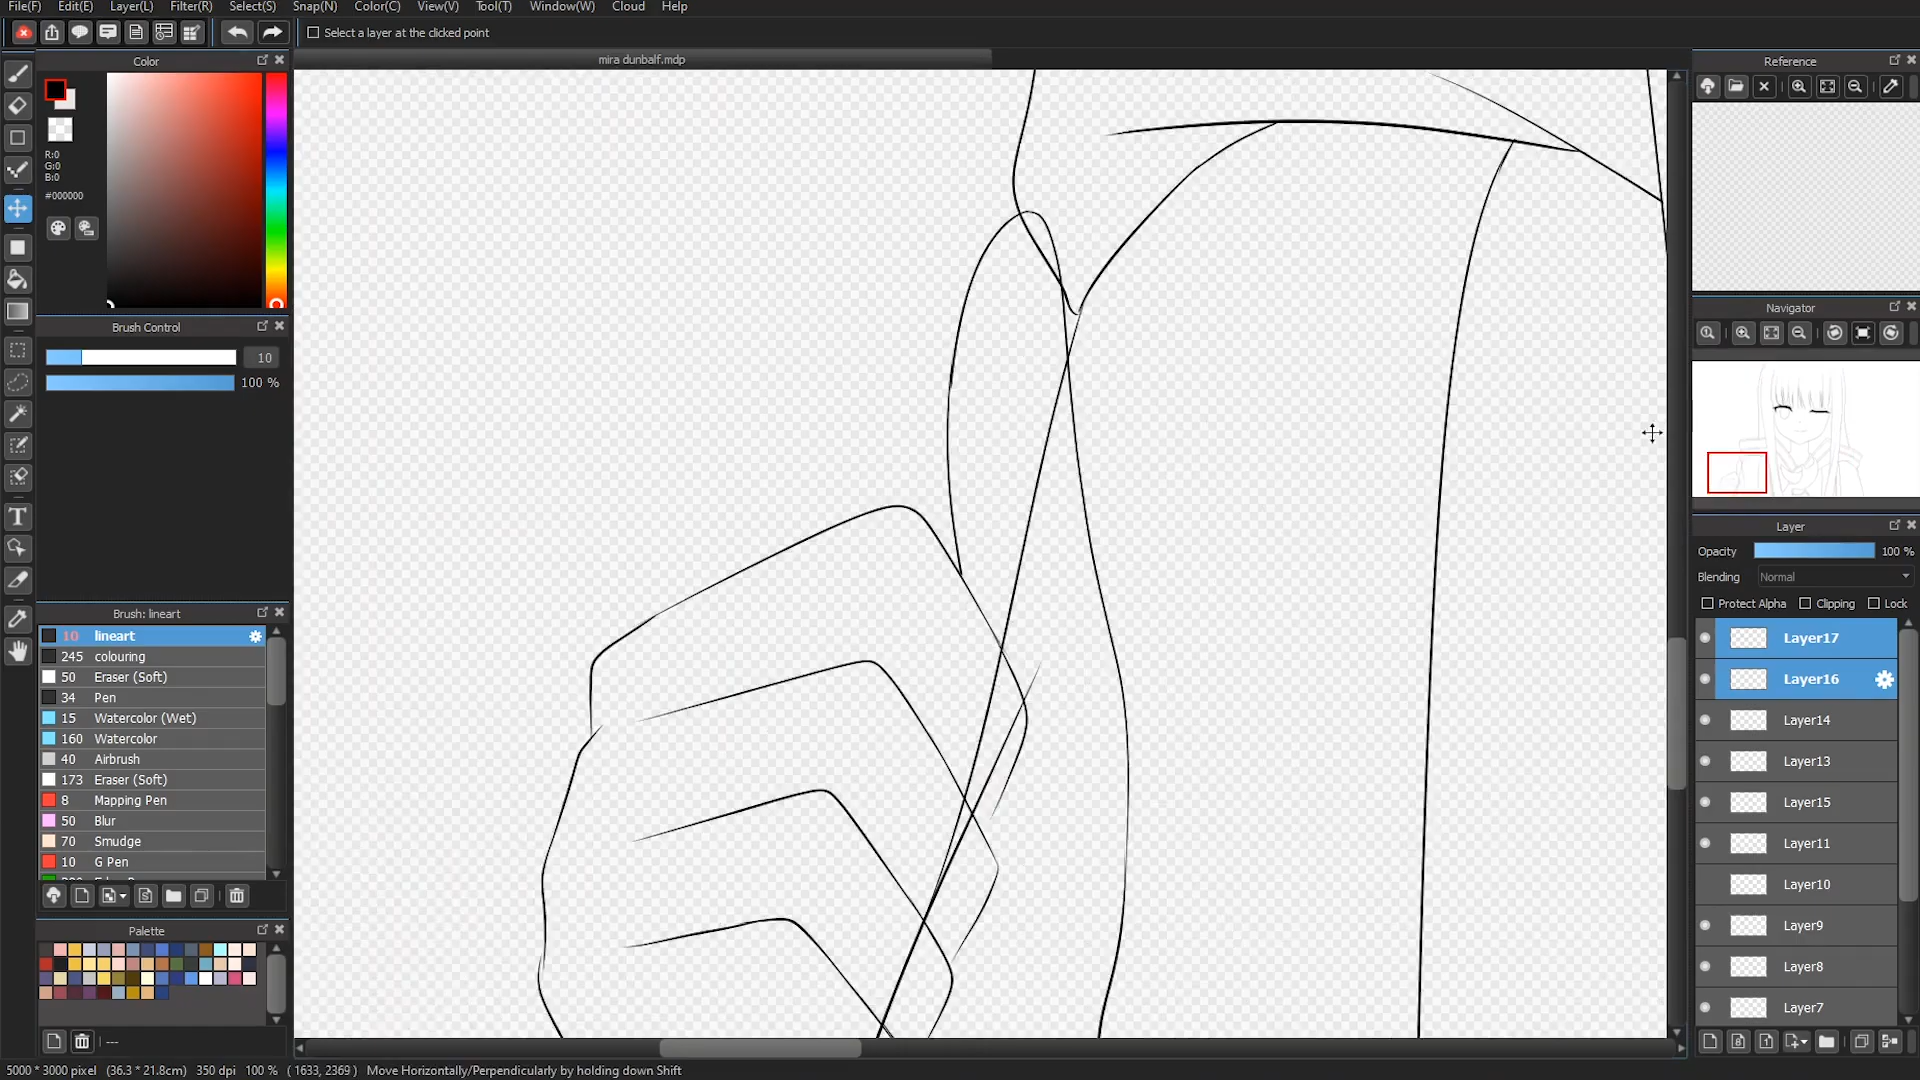 File(F) Edit(E) Layer(L) Filter(R) Select(S) Snap(N) Color(C) View(V) Tool(T) Window(W) Cloud Help
Select a layer at the clicked point
Color
mira dunbalf.mdp
Reference
R:0
G:0
B:0
#000000
Brush Control
10
100 %
Navigator
Layer
Opacity 100 %
Blending Normal
Protect Alpha Clipping Lock
Brush: lineart
10 lineart
245 colouring
50 Eraser (Soft)
34 Pen
15 Watercolor (Wet)
160 Watercolor
40 Airbrush
173 Eraser (Soft)
8 Mapping Pen
50 Blur
70 Smudge
10 G Pen
Layer17
Layer16
Layer14
Layer13
Layer15
Layer11
Layer10
Layer9
Layer8
Layer7
Palette
---
5000 * 3000 pixel (36.3 * 21.8cm) 350 dpi 100 % ( 1633, 2369 ) Move Horizontally/Perpendicularly by holding down Shift